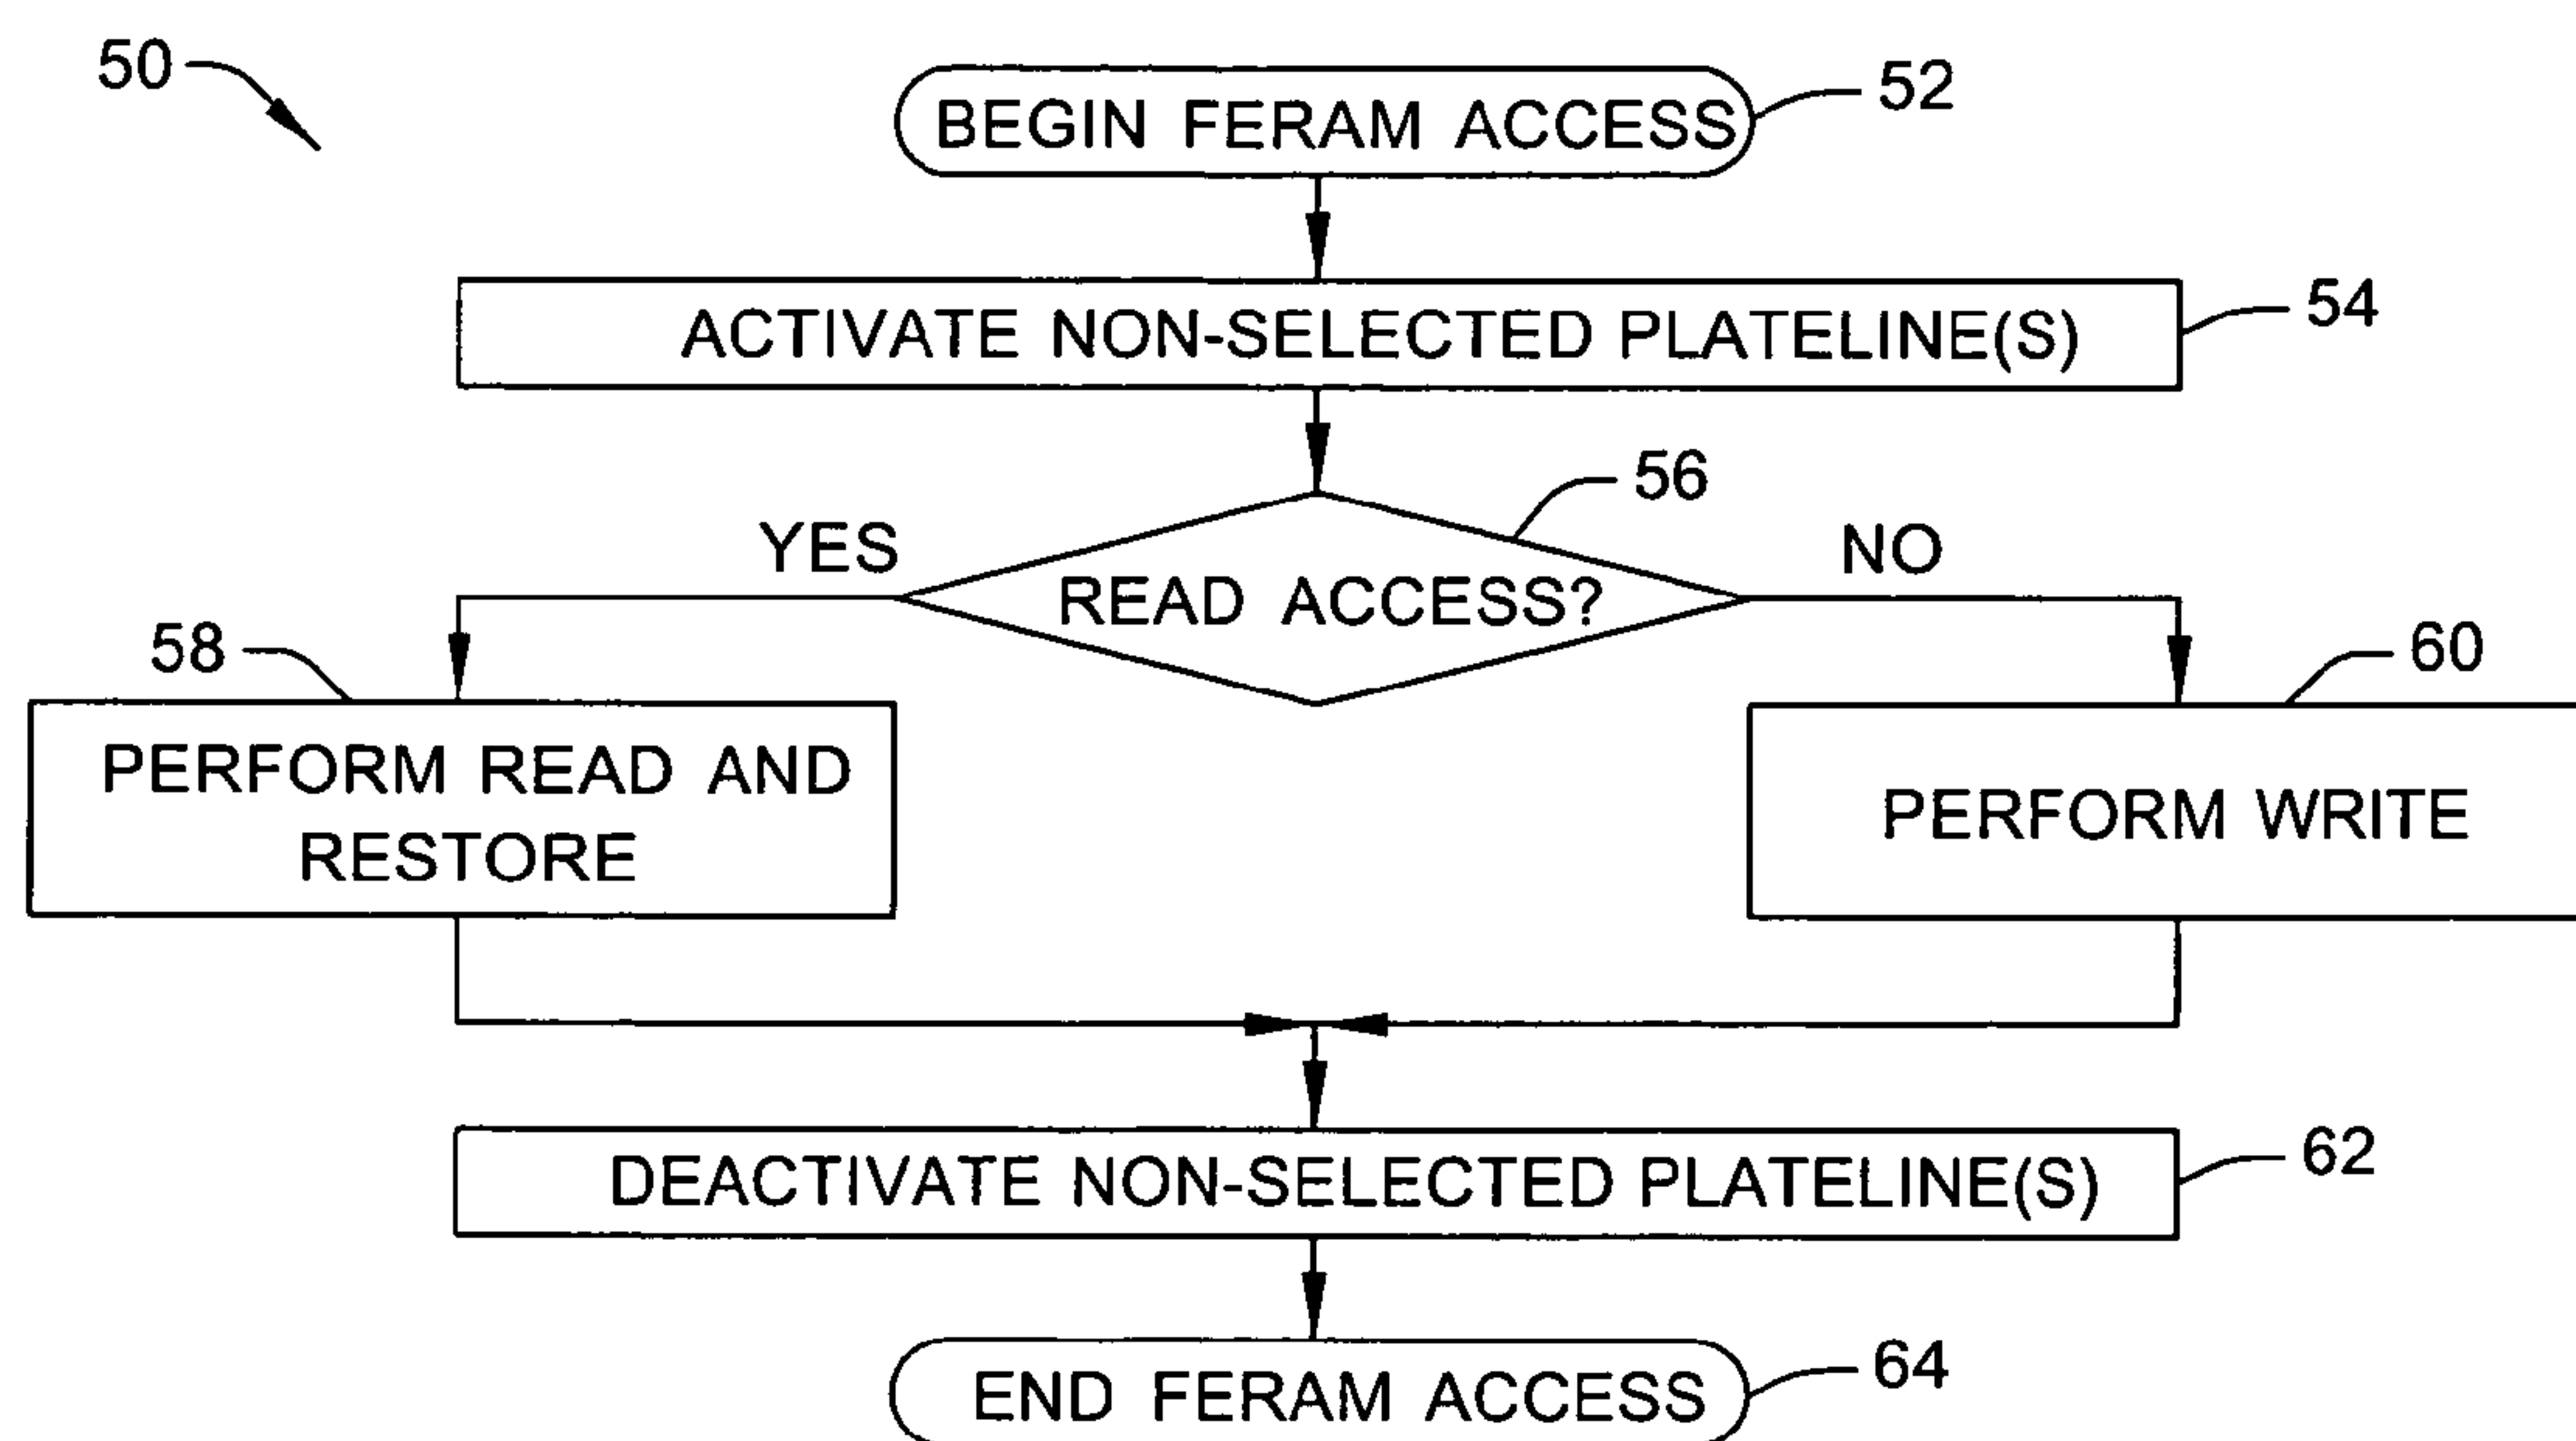 50
BEGIN FERAM ACCESS
52
ACTIVATE NON-SELECTED PLATELINE(S)
54
56
READ ACCESS?
YES
NO
58
60
PERFORM READ AND
RESTORE
PERFORM WRITE
DEACTIVATE NON-SELECTED PLATELINE(S)
62
END FERAM ACCESS
64